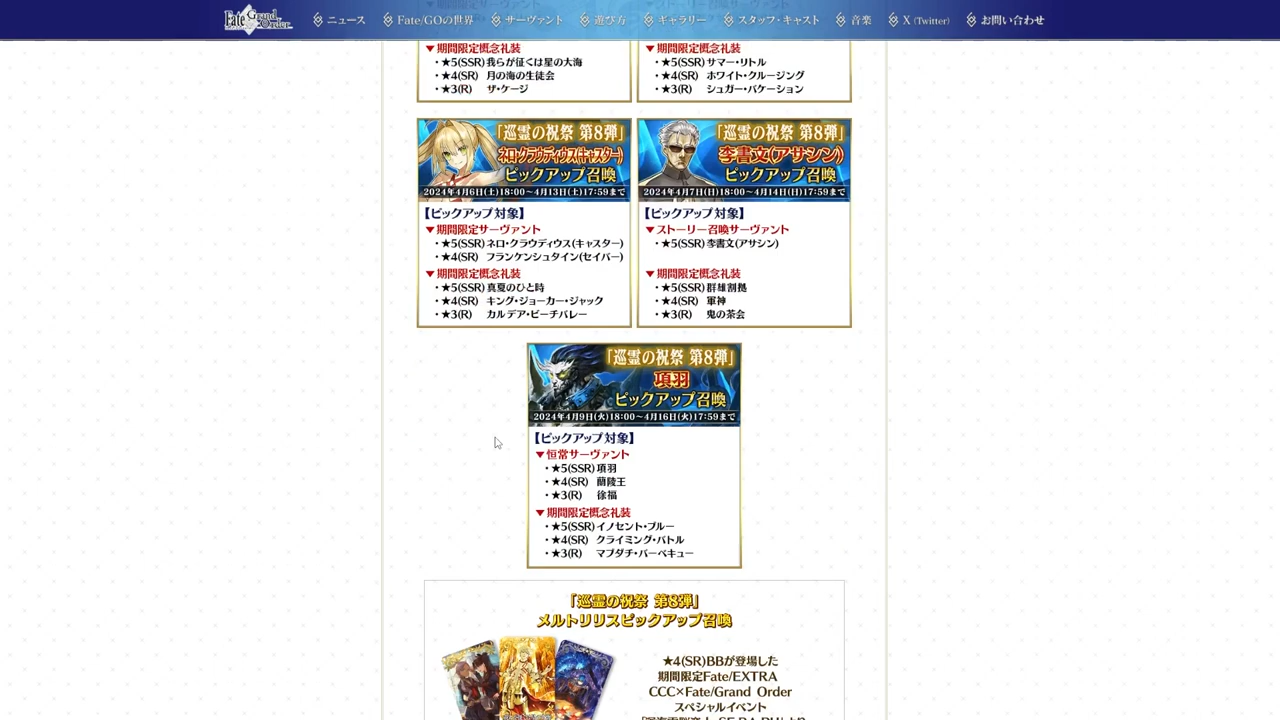 Fate Grand Order ニュース Fate/GOの世界 サーヴァント 遊び方 ギャラリー スタッフ・キャスト 音楽 X (Twitter) お問い合わせ
▼期間限定概念礼装
・★5(SSR) 我らが征くは星の大海
・★4(SR) 月の海の生徒会
・★3(R) ザ・ケージ
▼期間限定概念礼装
・★5(SSR) サマー・リトル
・★4(SR) ホワイト・クルージング
・★3(R) シュガー・バケーション
「巡霊の祝祭 第8弾」
ネロ・クラウディウス(キャスター)
ピックアップ召喚
2024年4月6日(土)18:00～4月13日(土)17:59まで
【ピックアップ対象】
▼期間限定サーヴァント
・★5(SSR) ネロ・クラウディウス(キャスター)
・★4(SR) フランケンシュタイン(セイバー)
▼期間限定概念礼装
・★5(SSR) 真夏のひと時
・★4(SR) キング・ジョーカー・ジャック
・★3(R) カルデア・ビーチバレー
「巡霊の祝祭 第8弾」
李書文(アサシン)
ピックアップ召喚
2024年4月7日(日)18:00～4月14日(日)17:59まで
【ピックアップ対象】
▼ストーリー召喚サーヴァント
・★5(SSR) 李書文(アサシン)
▼期間限定概念礼装
・★5(SSR) 群雄割拠
・★4(SR) 軍神
・★3(R) 鬼の茶会
「巡霊の祝祭 第8弾」
項羽
ピックアップ召喚
2024年4月9日(火)18:00～4月16日(火)17:59まで
【ピックアップ対象】
▼恒常サーヴァント
・★5(SSR) 項羽
・★4(SR) 蘭陵王
・★3(R) 徐福
▼期間限定概念礼装
・★5(SSR) イノセント・ブルー
・★4(SR) クライミング・バトル
・★3(R) マブダチ・バーベキュー
「巡霊の祝祭 第8弾」
メルトリリスピックアップ召喚
★4(SR)BBが登場した
期間限定Fate/EXTRA
CCC×Fate/Grand Order
スペシャルイベント